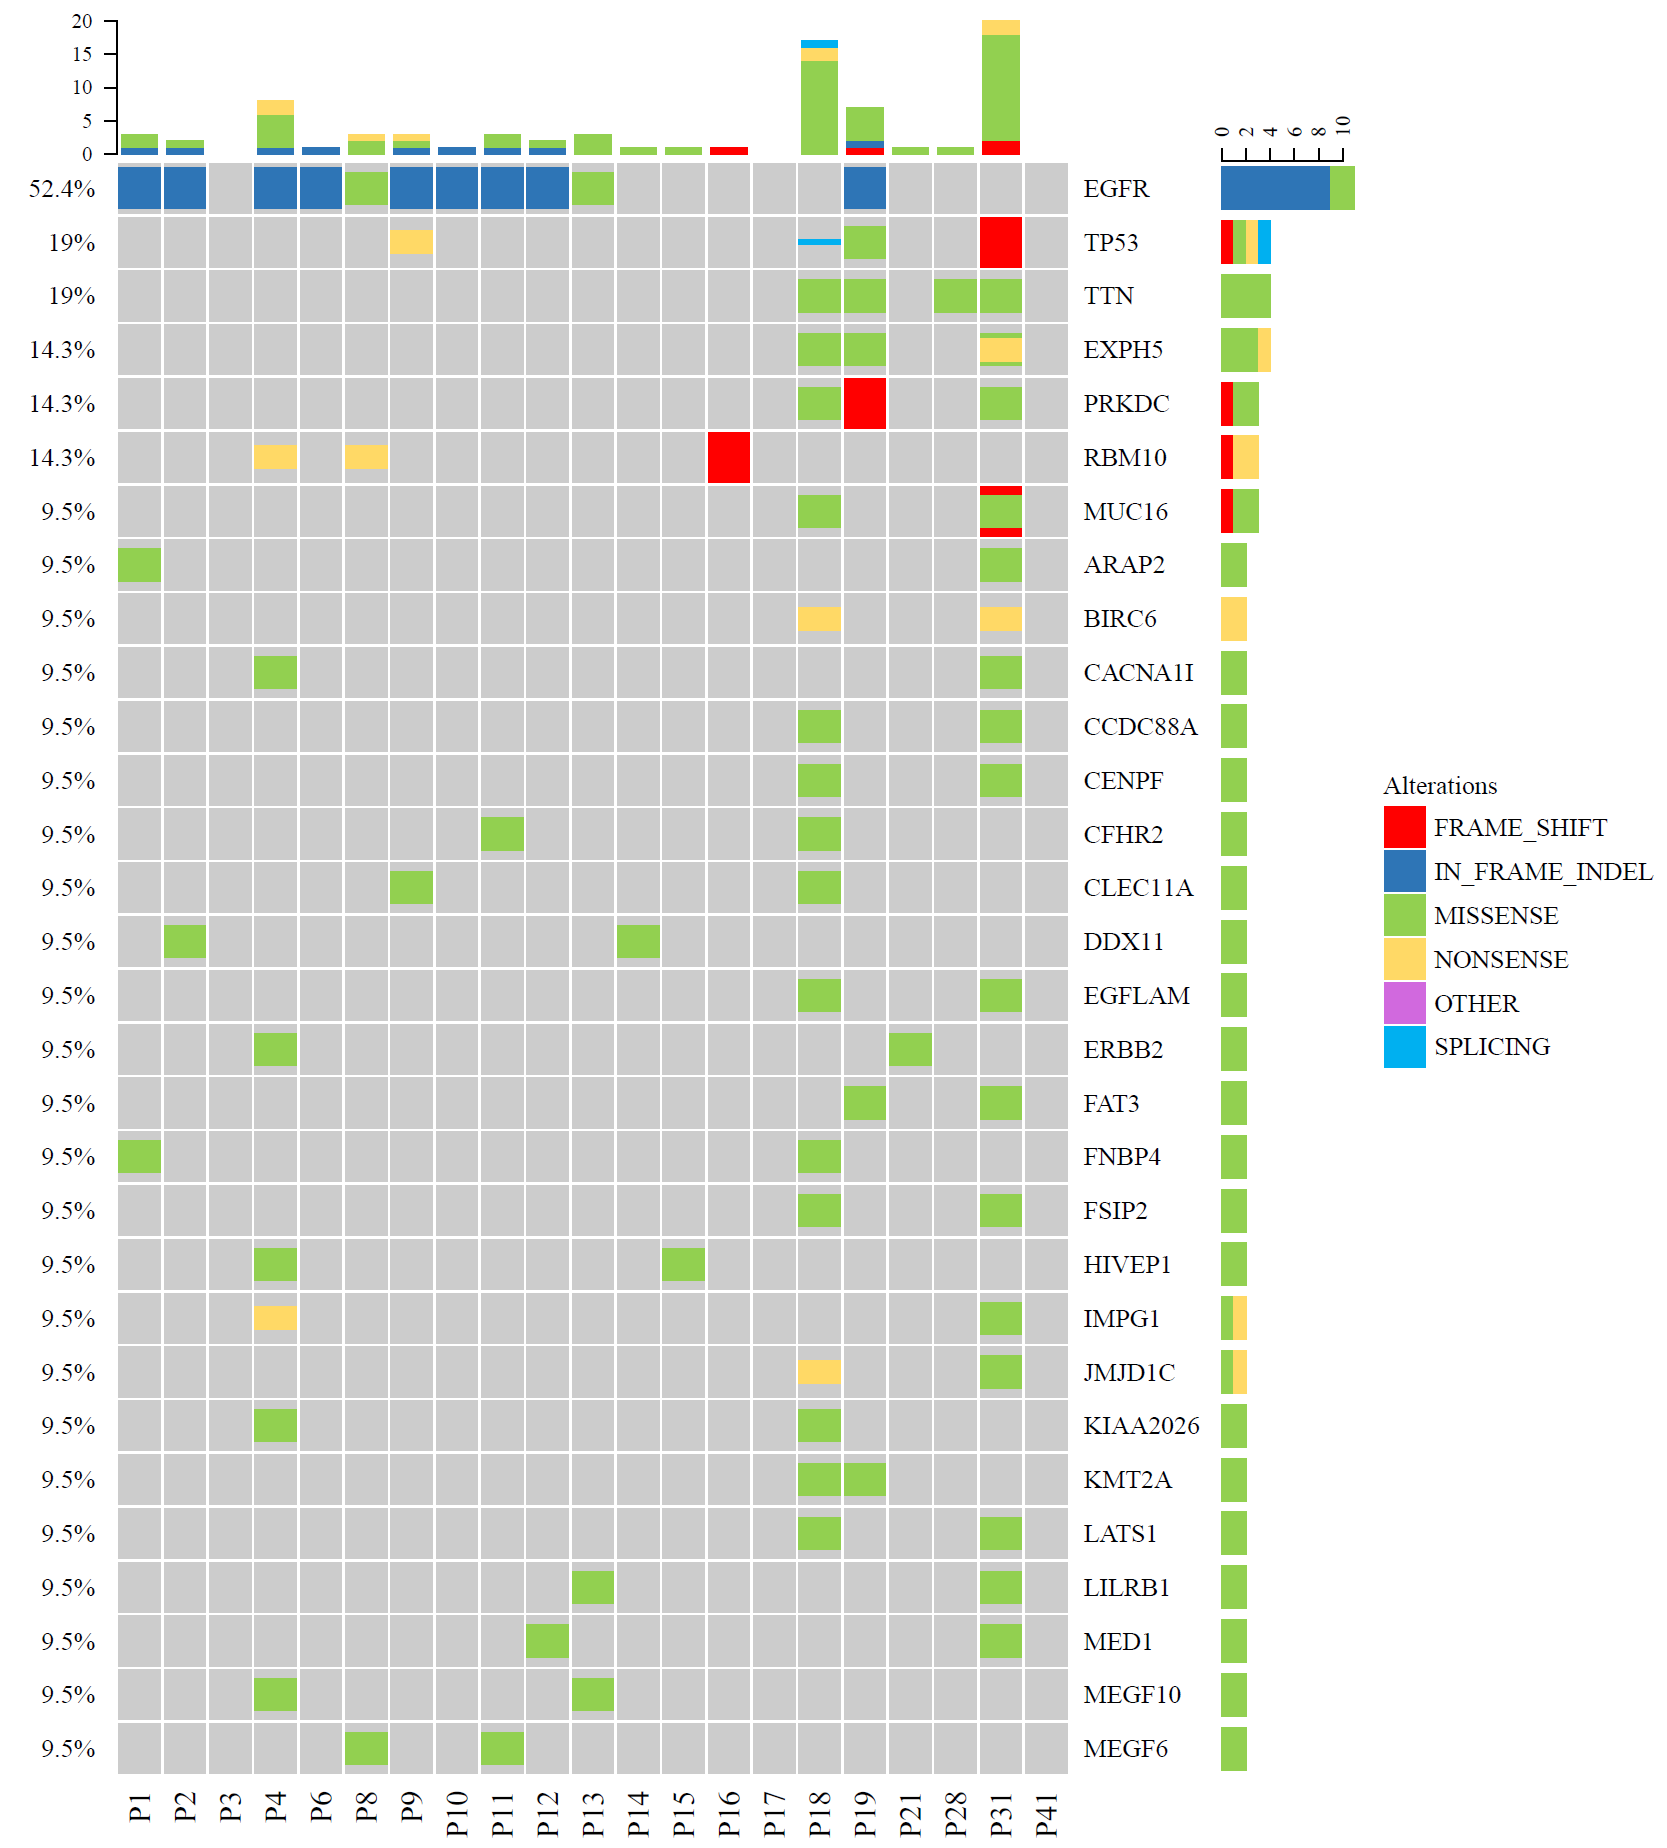 20
15
10
5
0
0 2 4 6 8 10
52.4% EGFR
19% TP53
19% TTN
14.3% EXPH5
14.3% PRKDC
14.3% RBM10
9.5% MUC16
9.5% ARAP2
9.5% BIRC6
9.5% CACNA1I
9.5% CCDC88A
9.5% CENPF
9.5% CFHR2
9.5% CLEC11A
9.5% DDX11
9.5% EGFLAM
9.5% ERBB2
9.5% FAT3
9.5% FNBP4
9.5% FSIP2
9.5% HIVEP1
9.5% IMPG1
9.5% JMJD1C
9.5% KIAA2026
9.5% KMT2A
9.5% LATS1
9.5% LILRB1
9.5% MED1
9.5% MEGF10
9.5% MEGF6
P1 P2 P3 P4 P6 P8 P9 P10 P11 P12 P13 P14 P15 P16 P17 P18 P19 P21 P28 P31 P41
Alterations
FRAME_SHIFT
IN_FRAME_INDEL
MISSENSE
NONSENSE
OTHER
SPLICING